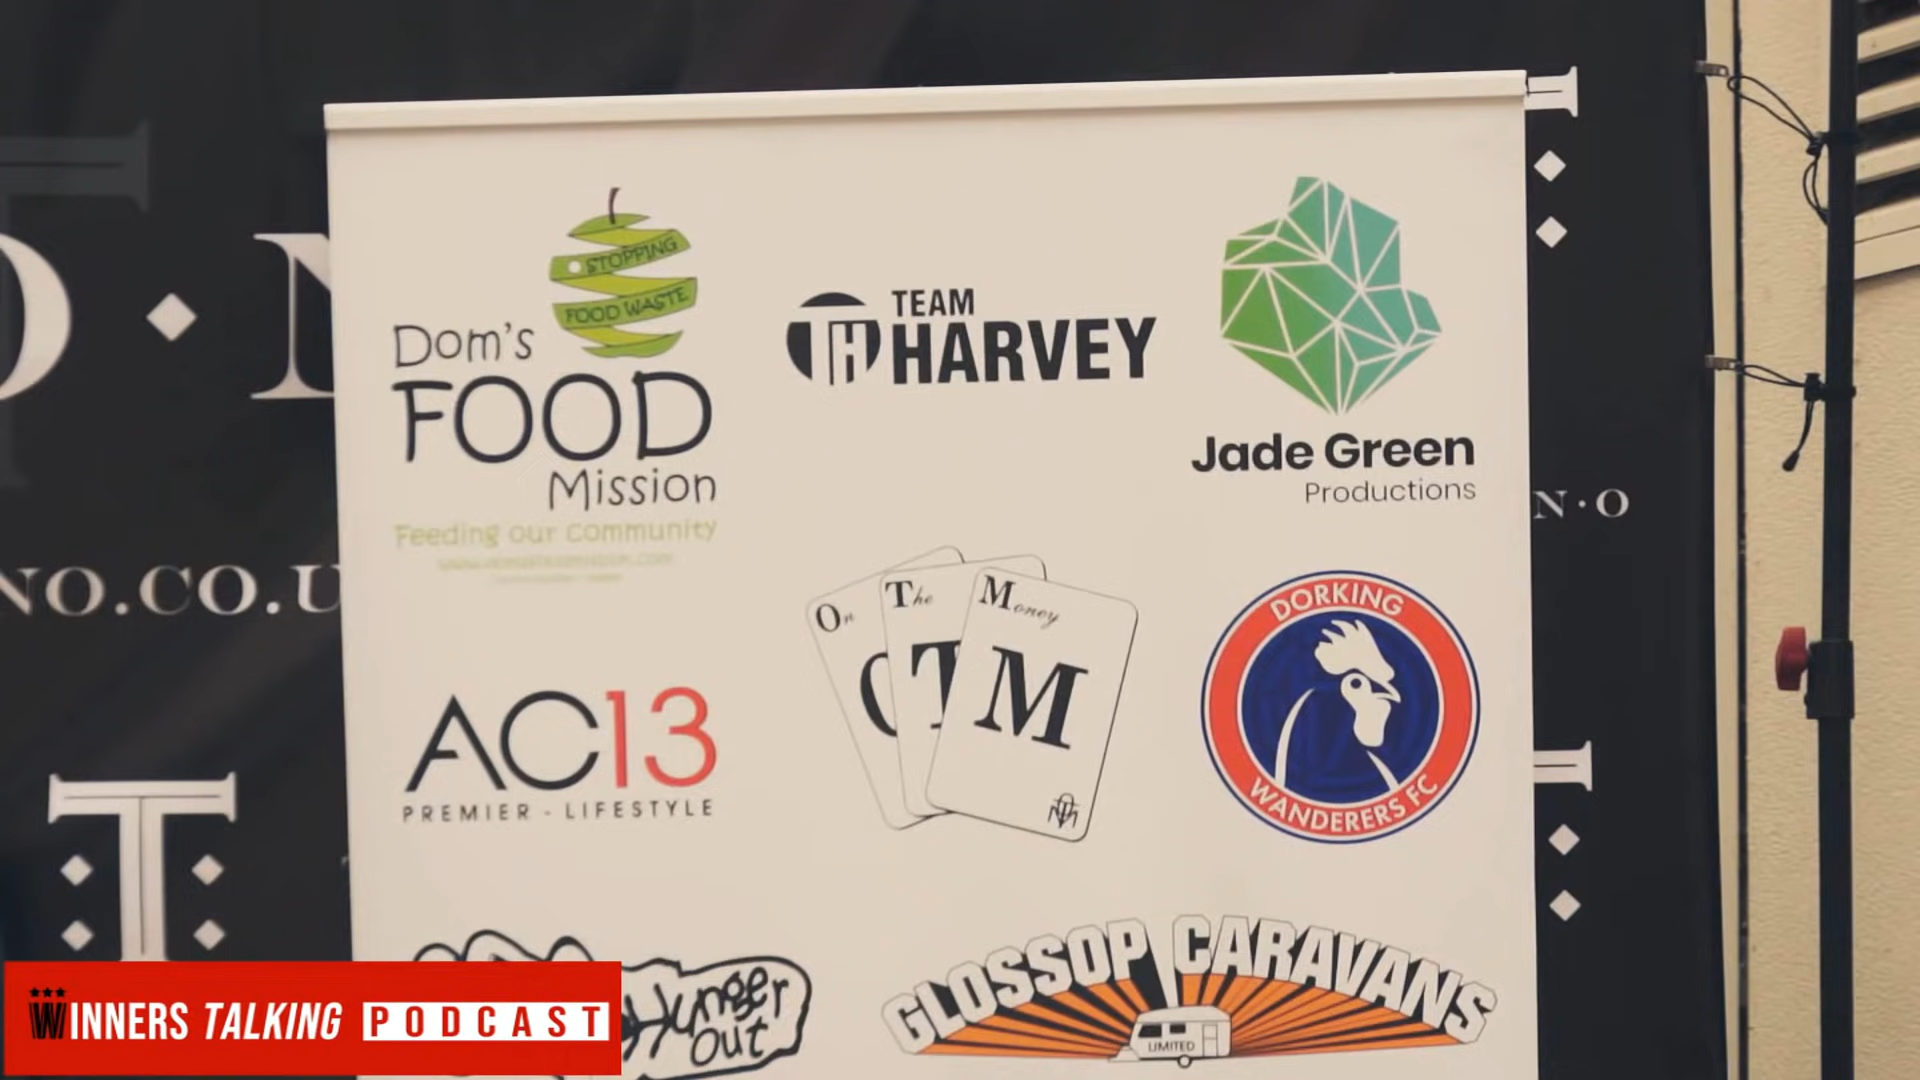 STOPPING
FOOD WASTE
Dom's
FOOD
Mission
Feeding our community
TEAM
HARVEY
TH
Jade Green
Productions
N·O
NO.CO.U
AC13
PREMIER - LIFESTYLE
On The Money
O T M
DORKING
WANDERERS FC
Hunger
Out
GLOSSOP CARAVANS
LIMITED
WINNERS TALKING PODCAST